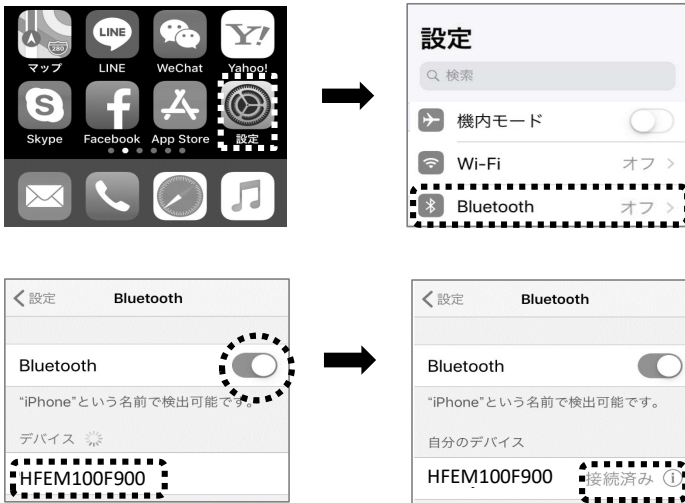 280
LINE
Y!
マップ
LINE
WeChat
Yahoo!
S
f
Skype
Facebook
App Store
設定
設定
検索
機内モード
Wi-Fi
オフ
Bluetooth
オフ
設定
Bluetooth
Bluetooth
“iPhone”という名前で検出可能です。
デバイス
HFEM100F900
設定
Bluetooth
Bluetooth
“iPhone”という名前で検出可能です。
自分のデバイス
HFEM100F900
接続済み